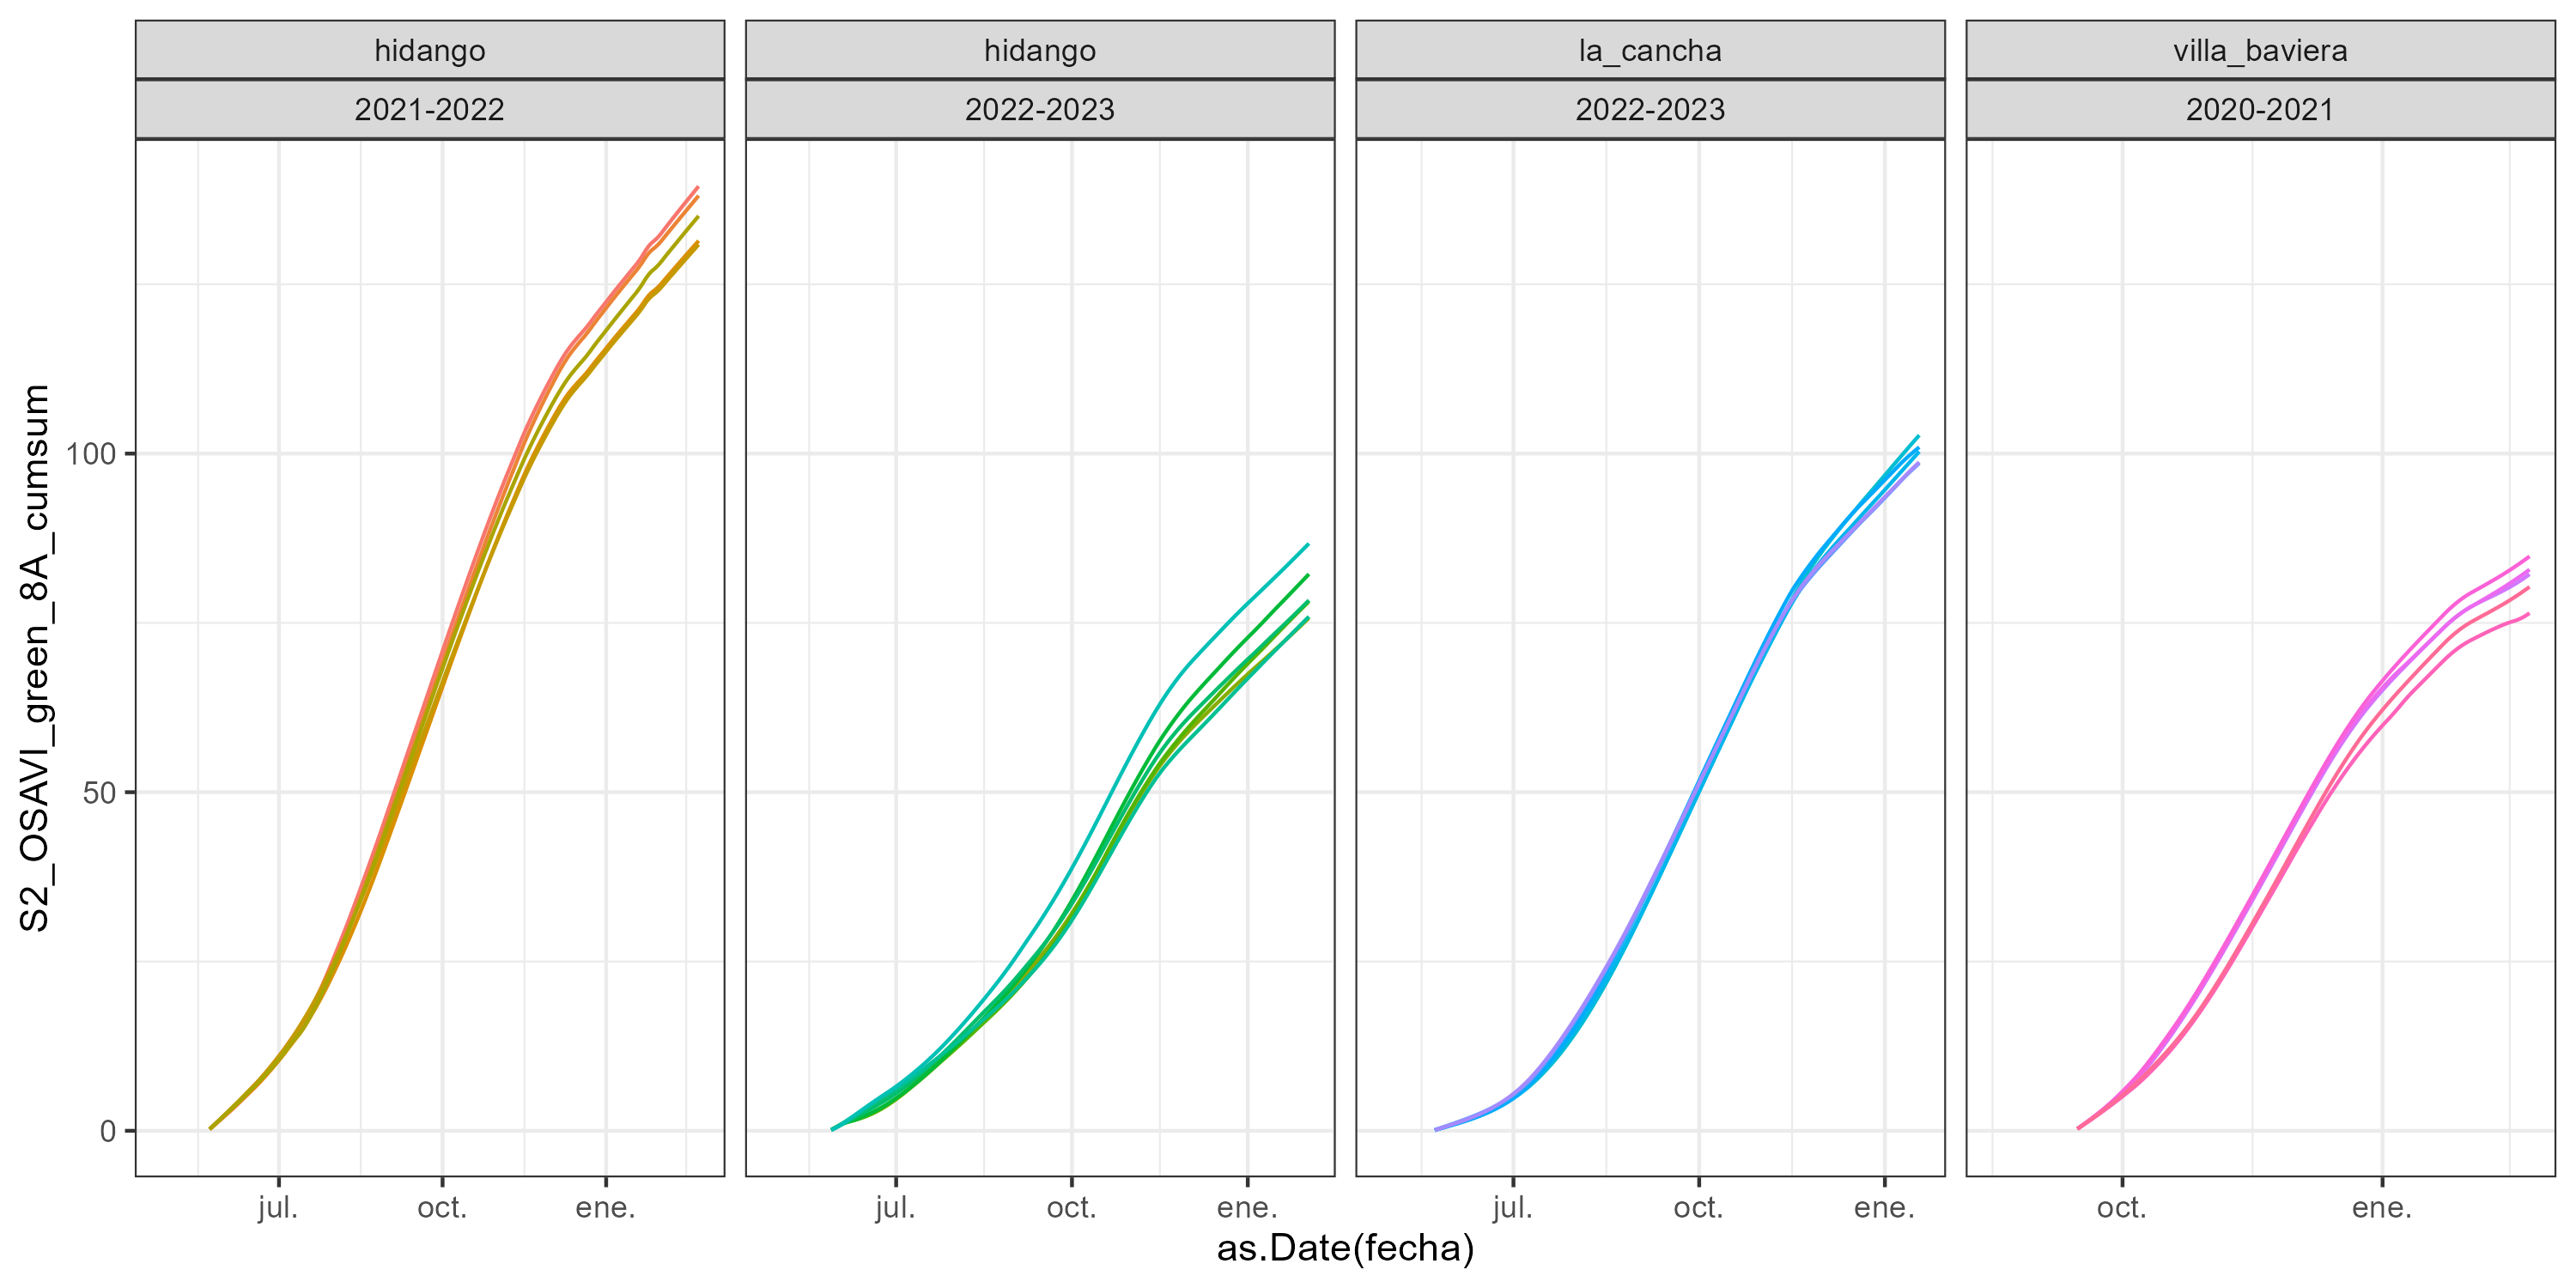 hidango
hidango
la_cancha
villa_baviera
2021-2022
2022-2023
2022-2023
2020-2021
S2_OSAVI_green_8A_cumsum
100
50
0
jul.
oct.
ene.
jul.
oct.
ene.
jul.
oct.
ene.
oct.
ene.
as.Date(fecha)